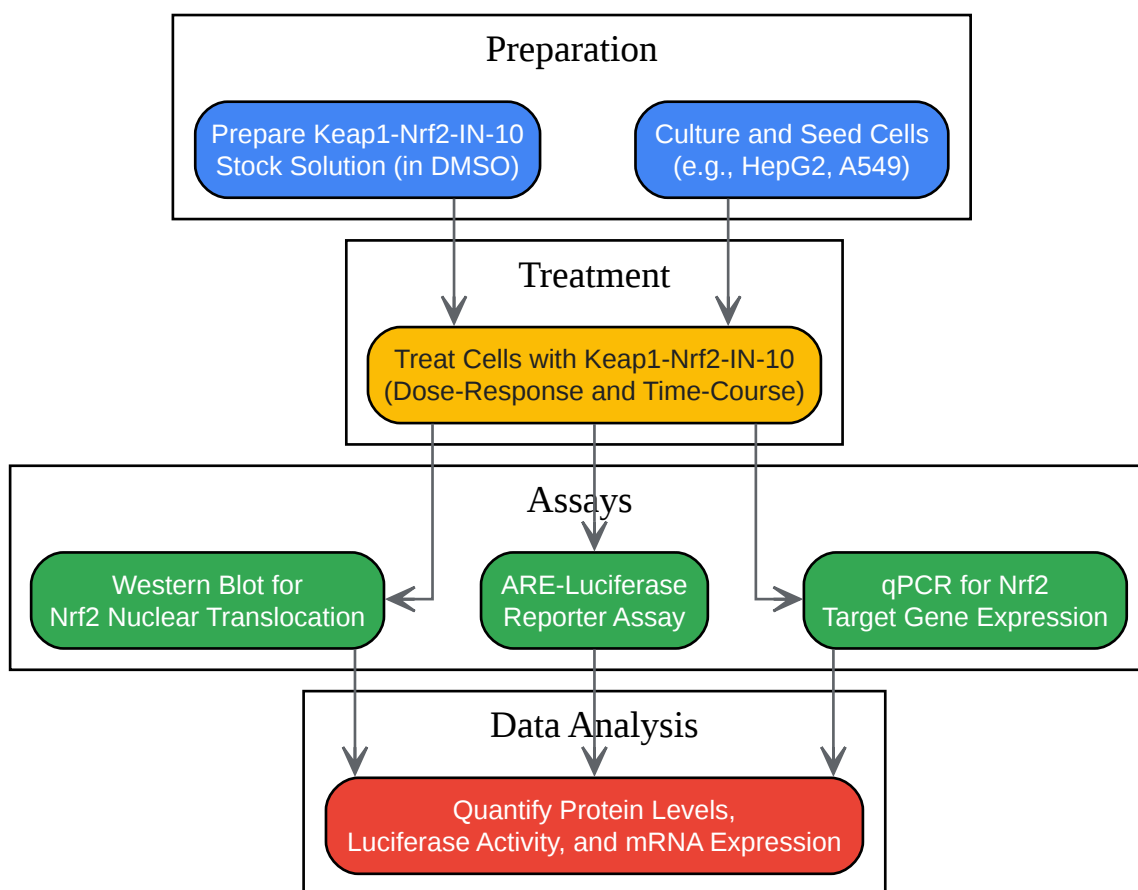 Preparation
Prepare Keap1-Nrf2-IN-10
Stock Solution (in DMSO)
Culture and Seed Cells
(e.g., HepG2, A549)
Treatment
Treat Cells with Keap1-Nrf2-IN-10
(Dose-Response and Time-Course)
Assays
Western Blot for
Nrf2 Nuclear Translocation
ARE-Luciferase
Reporter Assay
qPCR for Nrf2
Target Gene Expression
Data Analysis
Quantify Protein Levels,
Luciferase Activity, and mRNA Expression